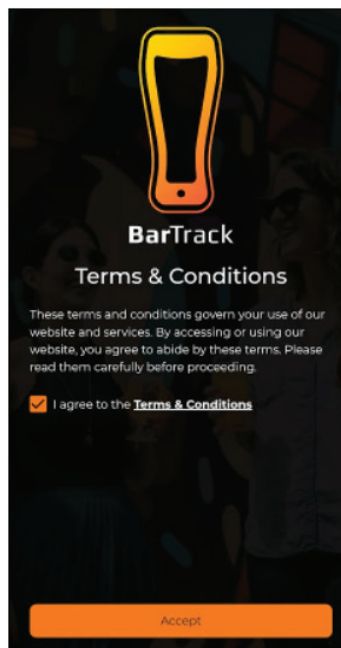 BarTrack
Terms & Conditions
These terms and conditions govern your use of our
website and services. By accessing or using our
website, you agree to abide by these terms. Please
read them carefully before proceeding.
I agree to the Terms & Conditions
Accept